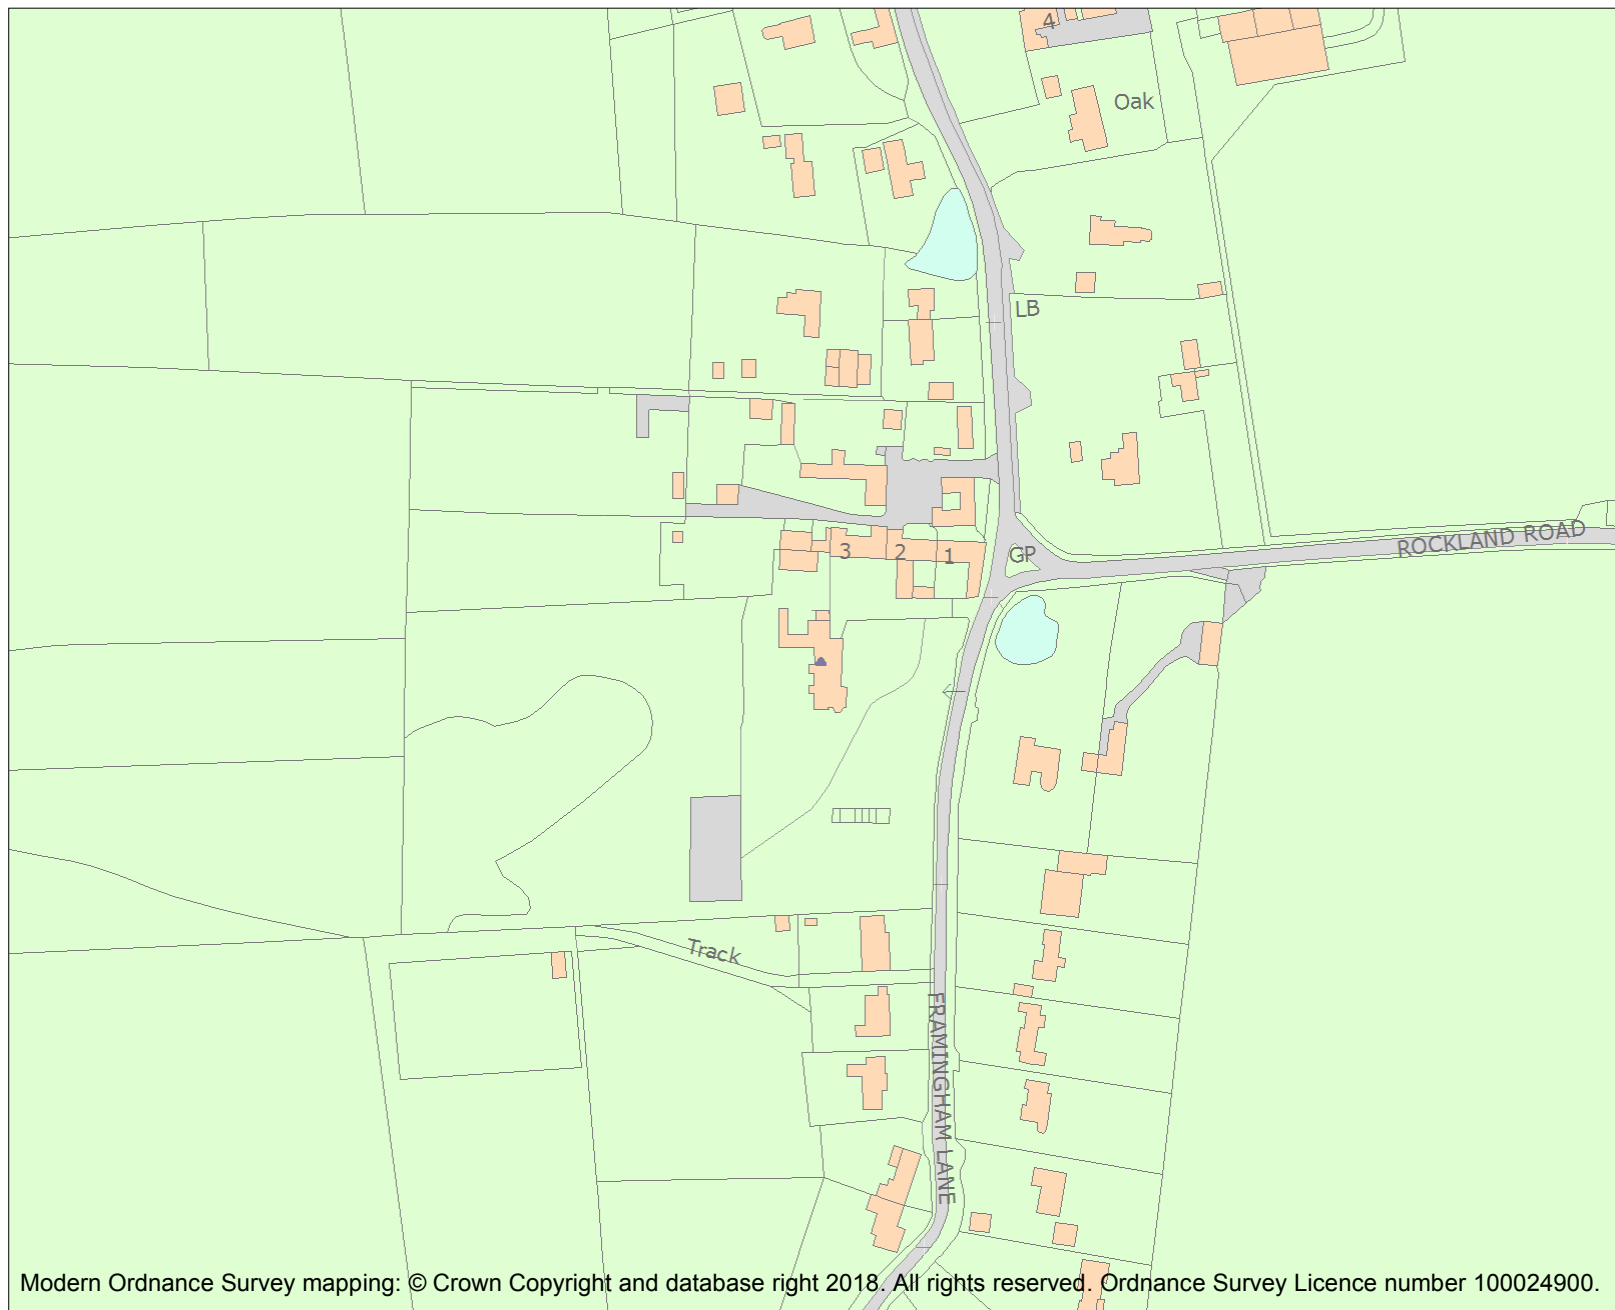 4
Oak
LB
ROCKLAND ROAD
GP
3
2
1
Track
FRAMINGHAM LANE
Modern Ordnance Survey mapping: © Crown Copyright and database right 2018. All rights reserved. Ordnance Survey Licence number 100024900.